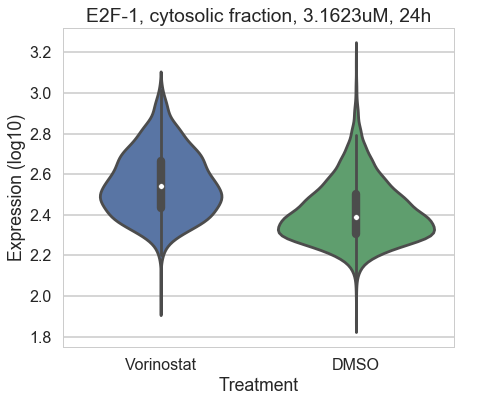 E2F-1, cytosolic fraction, 3.1623uM, 24h
3.2
3.0
2.8
2.6
2.4
2.2
2.0
1.8
Expression (log10)
Vorinostat DMSO
Treatment